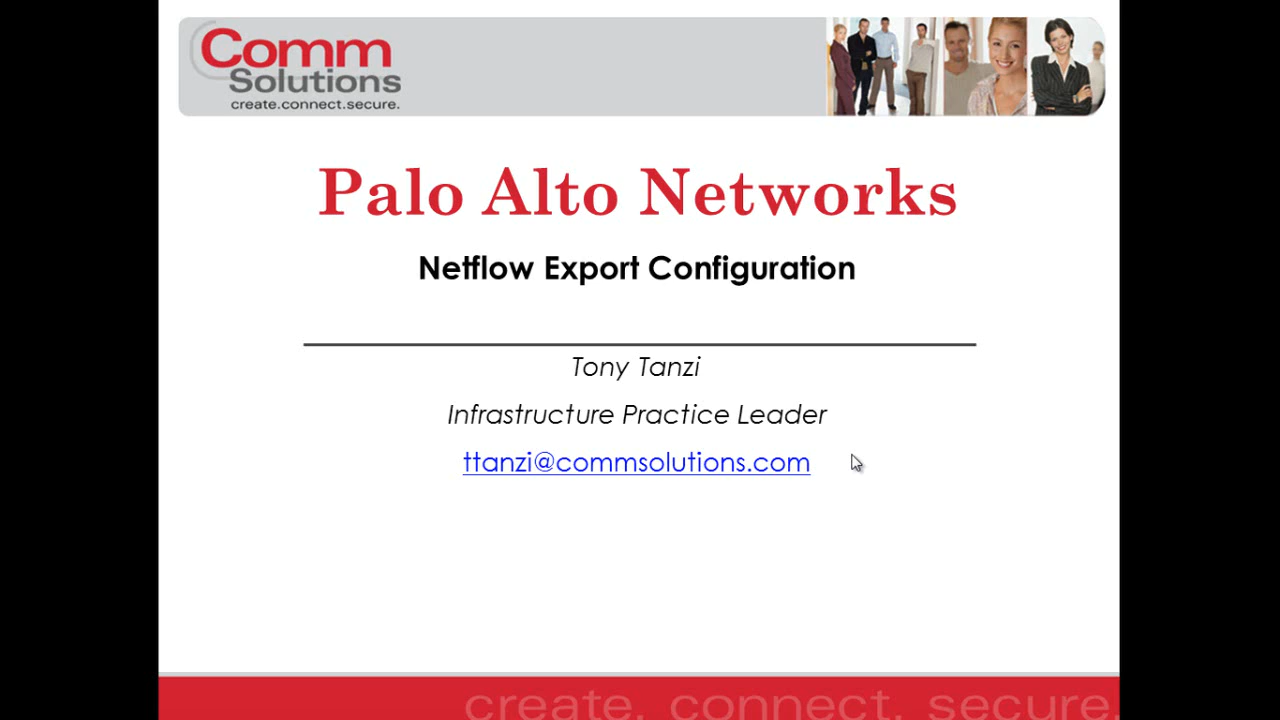 Comm
Solutions
create.connect.secure.
Palo Alto Networks
Netflow Export Configuration
Tony Tanzi
Infrastructure Practice Leader
ttanzi@commsolutions.com
create. connect. secure.